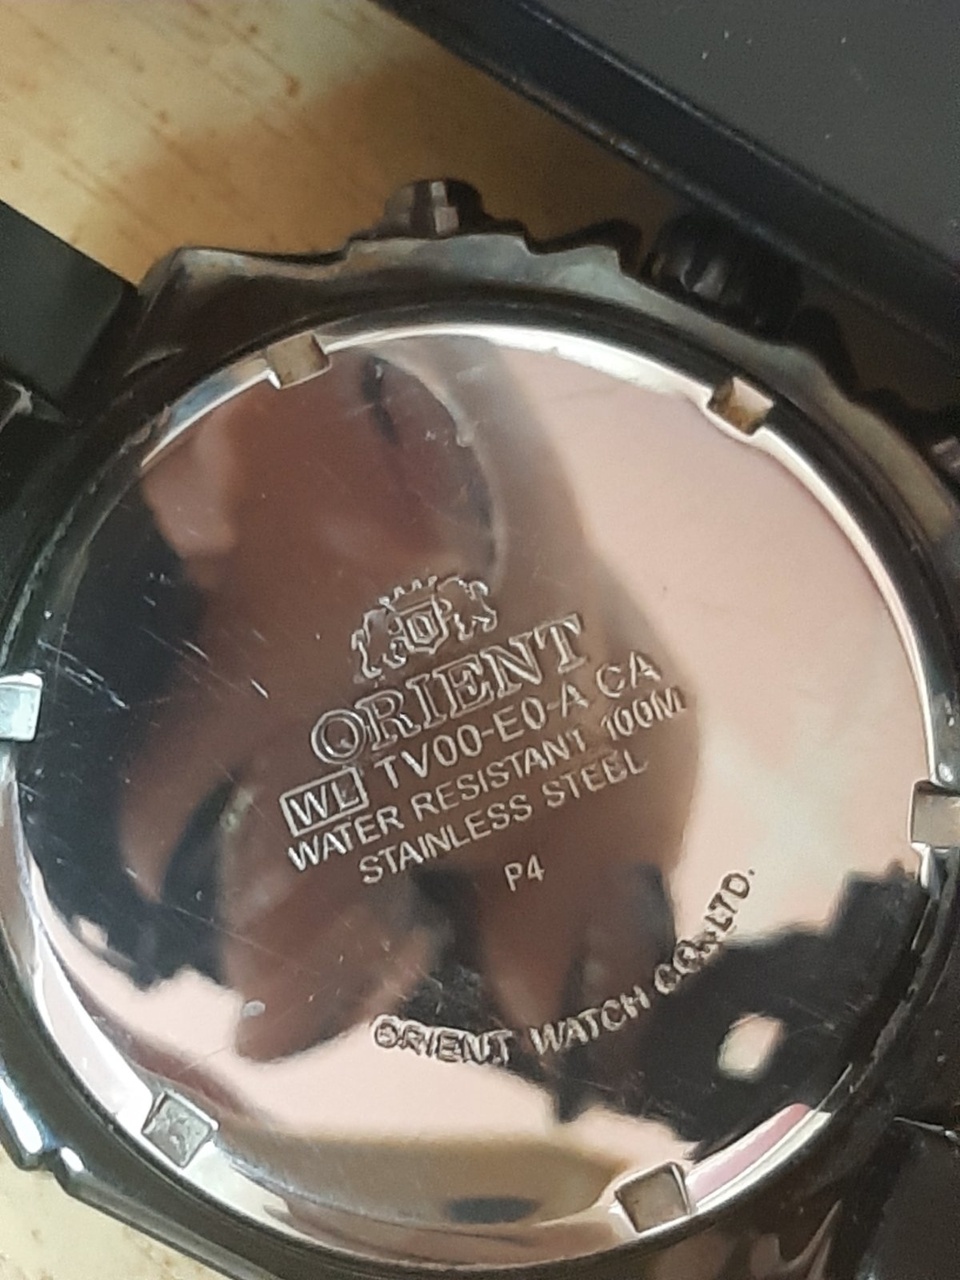 ORIENT
WL TV00-E0-A CA
WATER RESISTANT 100M
STAINLESS STEEL
P4
ORIENT WATCH CO., LTD.